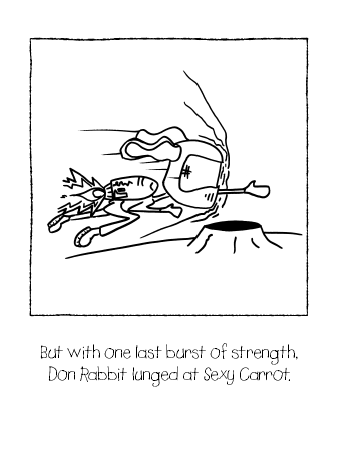 But with one last burst of strength,
Don Rabbit lunged at Sexy Carrot.